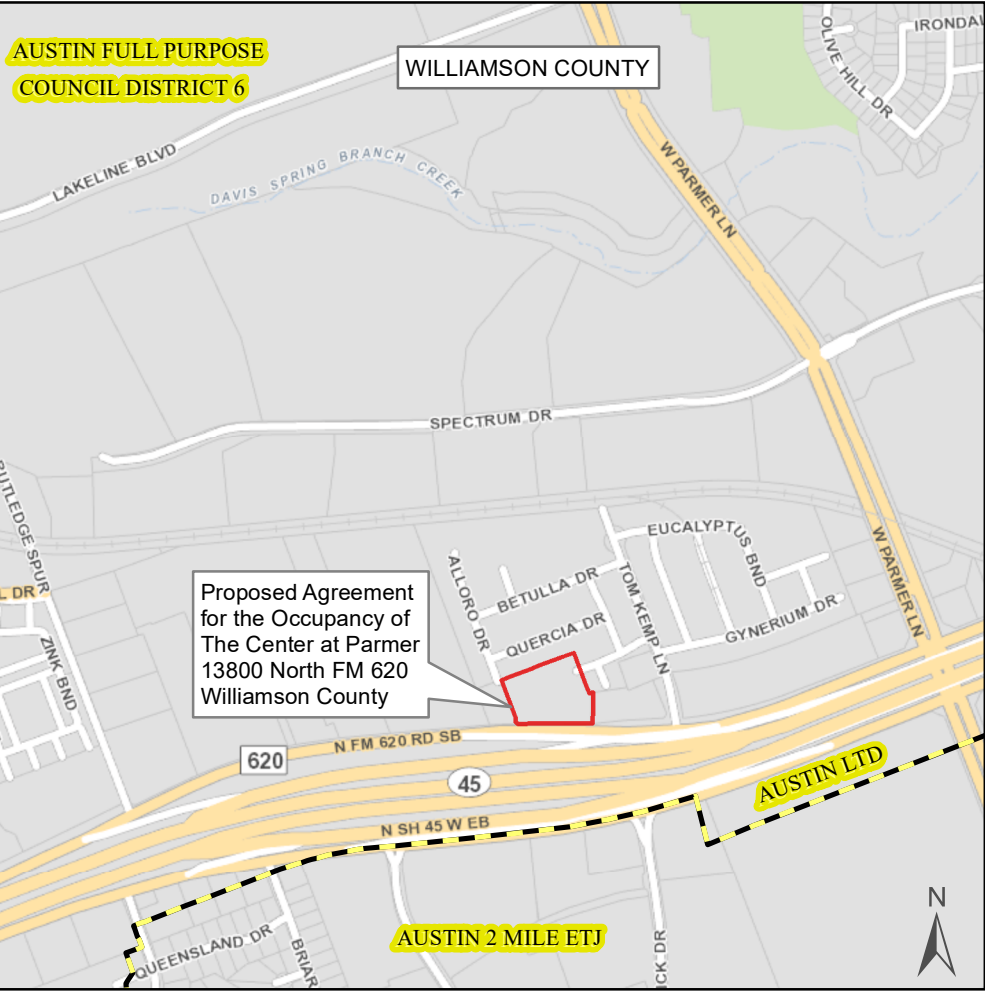 AUSTIN FULL PURPOSE
COUNCIL DISTRICT 6
WILLIAMSON COUNTY
IRONDAL
OLIVE HILL DR
LAKELINE BLVD
DAVIS SPRING BRANCH CREEK
W PARMER LN
SPECTRUM DR
RUTLEDGE SPUR
EUCALYPTUS BND
W PARMER LN
ALLORO DR
BETULLA DR
TOM KEMP LN
L DR
Proposed Agreement
for the Occupancy of
The Center at Parmer
13800 North FM 620
Williamson County
QUERCIA DR
GYNERIUM DR
ZINK BND
N FM 620 RD SB
620
45
AUSTIN LTD
N SH 45 W EB
N
QUEENSLAND DR
BRIAR
AUSTIN 2 MILE ETJ
ICK DR